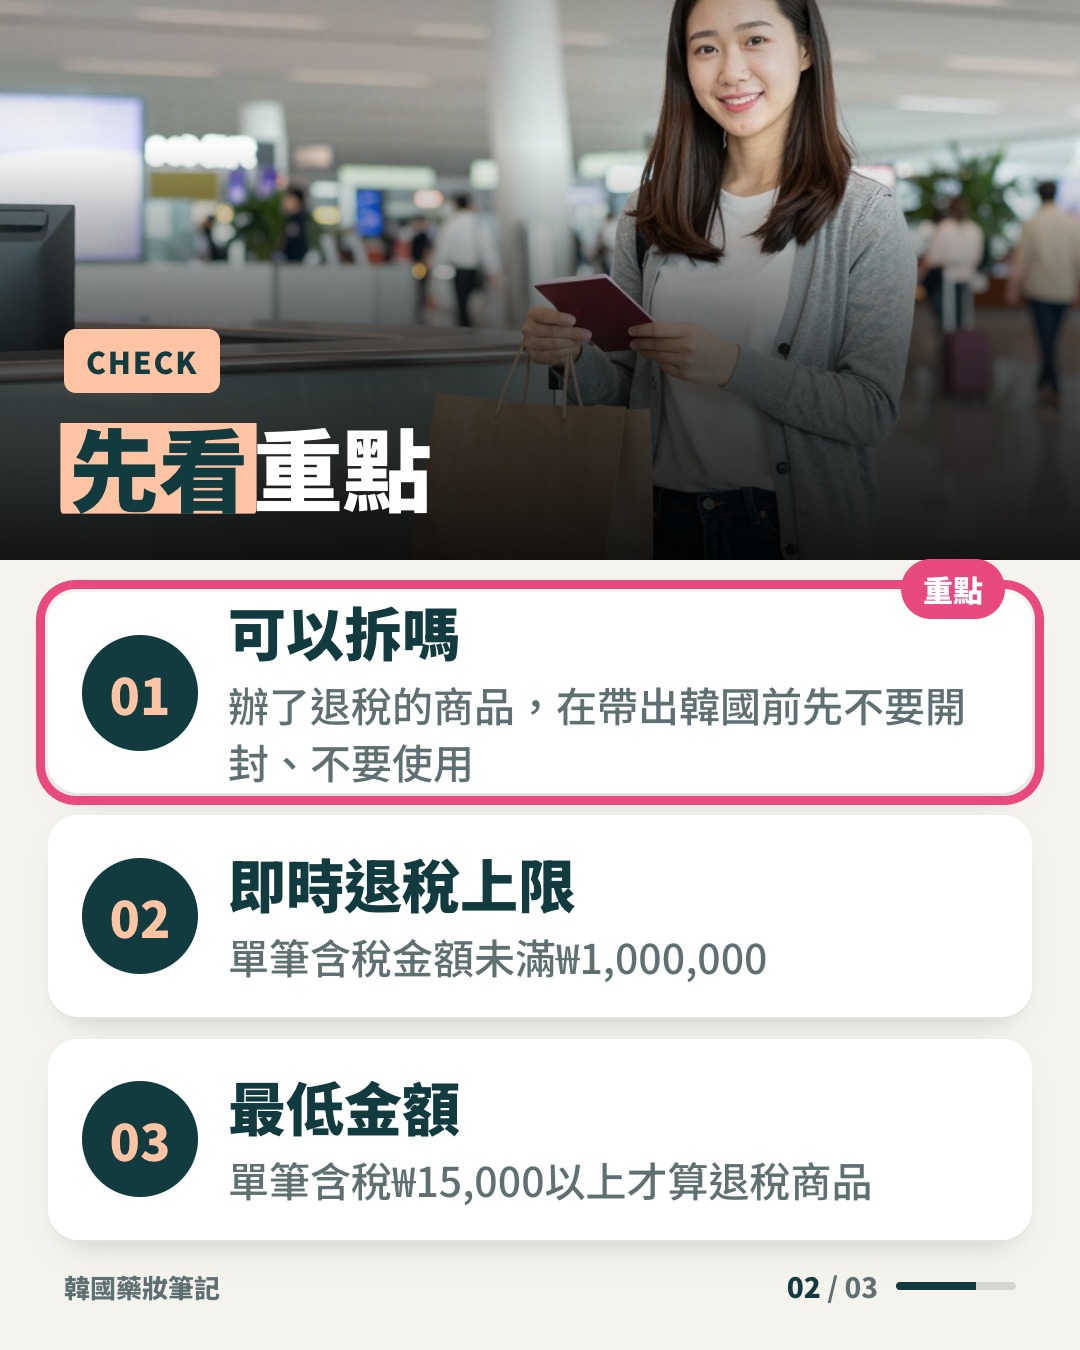 CHECK
先看重點
重點
01
可以拆嗎
辦了退稅的商品，在帶出韓國前先不要開
封、不要使用
02
即時退稅上限
單筆含稅金額未滿₩1,000,000
03
最低金額
單筆含稅₩15,000以上才算退稅商品
韓國藥妝筆記
02 / 03